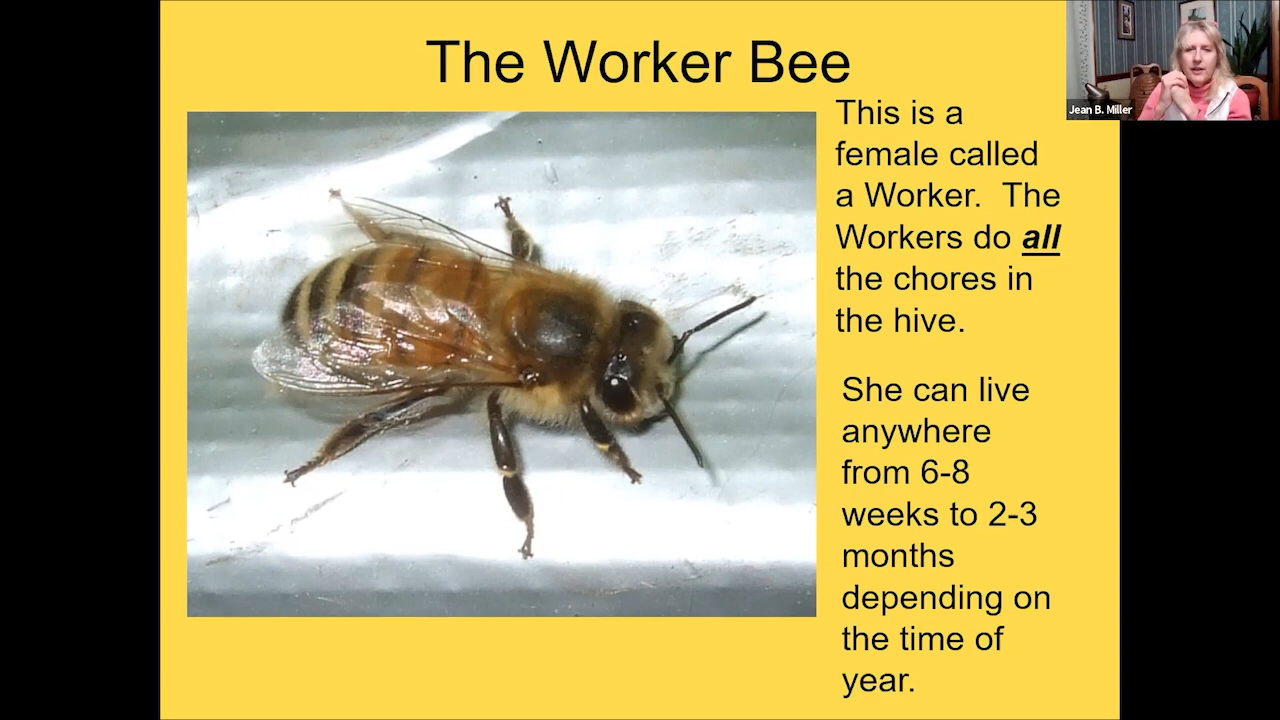 The Worker Bee
This is a
female called
a Worker.  The
Workers do all
the chores in
the hive.
She can live
anywhere
from 6-8
weeks to 2-3
months
depending on
the time of
year.
Jean B. Miller